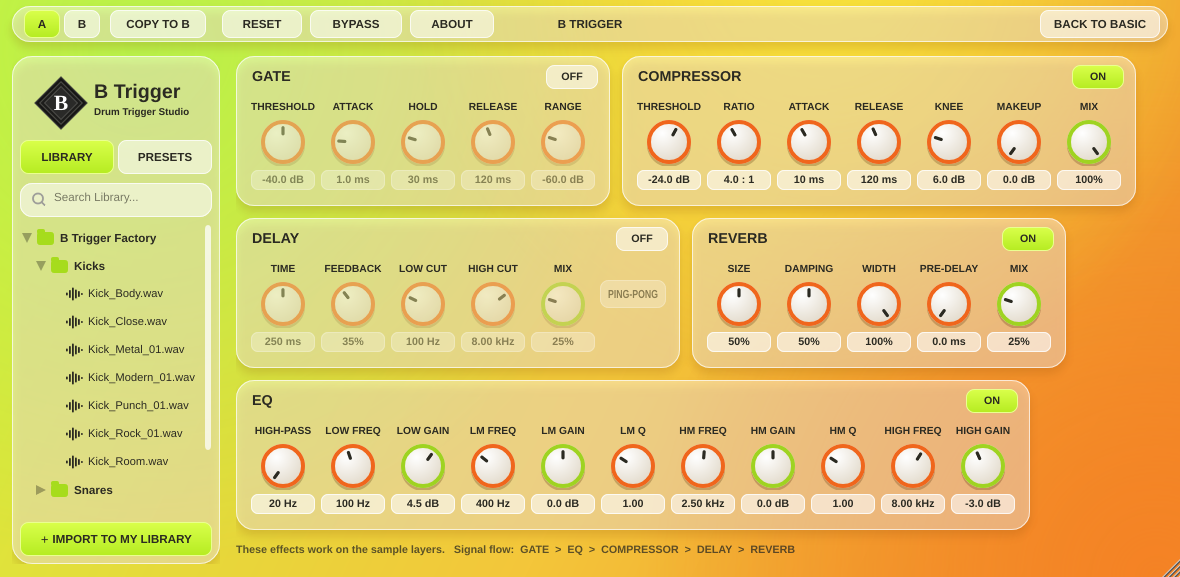 A B COPY TO B RESET BYPASS ABOUT B TRIGGER BACK TO BASIC
B B Trigger
Drum Trigger Studio
LIBRARY PRESETS
Search Library...
B Trigger Factory
Kicks
Kick_Body.wav
Kick_Close.wav
Kick_Metal_01.wav
Kick_Modern_01.wav
Kick_Punch_01.wav
Kick_Rock_01.wav
Kick_Room.wav
Snares
+ IMPORT TO MY LIBRARY
GATE OFF
THRESHOLD ATTACK HOLD RELEASE RANGE
-40.0 dB 1.0 ms 30 ms 120 ms -60.0 dB
COMPRESSOR ON
THRESHOLD RATIO ATTACK RELEASE KNEE MAKEUP MIX
-24.0 dB 4.0 : 1 10 ms 120 ms 6.0 dB 0.0 dB 100%
DELAY OFF
TIME FEEDBACK LOW CUT HIGH CUT MIX
PING-PONG
250 ms 35% 100 Hz 8.00 kHz 25%
REVERB ON
SIZE DAMPING WIDTH PRE-DELAY MIX
50% 50% 100% 0.0 ms 25%
EQ ON
HIGH-PASS LOW FREQ LOW GAIN LM FREQ LM GAIN LM Q HM FREQ HM GAIN HM Q HIGH FREQ HIGH GAIN
20 Hz 100 Hz 4.5 dB 400 Hz 0.0 dB 1.00 2.50 kHz 0.0 dB 1.00 8.00 kHz -3.0 dB
These effects work on the sample layers. Signal flow: GATE > EQ > COMPRESSOR > DELAY > REVERB